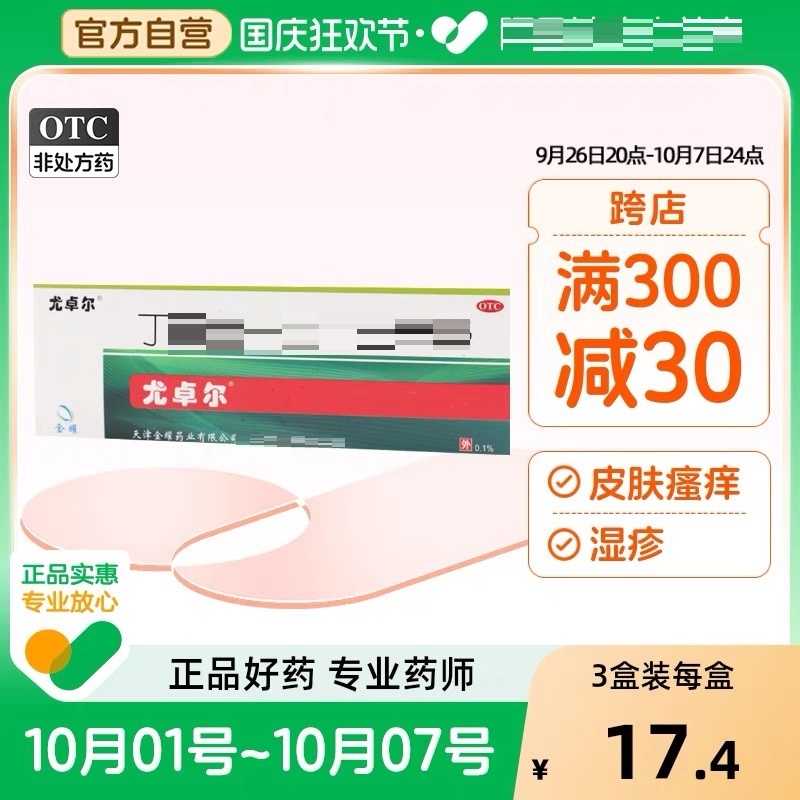 官方自营
国庆狂欢节·
OTC
非处方药
9月26日20点-10月7日24点
跨店
满300
减30
尤卓尔®
OTC
丁
尤卓尔®
金耀
天津金耀药业有限公司
外 0.1%
皮肤瘙痒
湿疹
正品实惠
专业放心
正品好药 专业药师
3盒装每盒
10月01号~10月07号
¥ 17.4